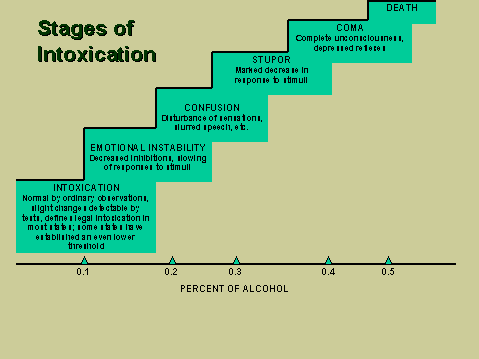 Stages of
Intoxication
DEATH
COMA
Complete unconsciousness,
depressed reflexes
STUPOR
Marked decrease in
response to stimuli
CONFUSION
Disturbance of sensations,
slurred speech, etc.
EMOTIONAL INSTABILITY
Decreased inhibitions, slowing
of responses to stimuli
INTOXICATION
Normal by ordinary observations,
slight changes detectable by
tests, defines legal intoxication in
most states; some states have
established an even lower
threshold
0.1 0.2 0.3 0.4 0.5
PERCENT OF ALCOHOL